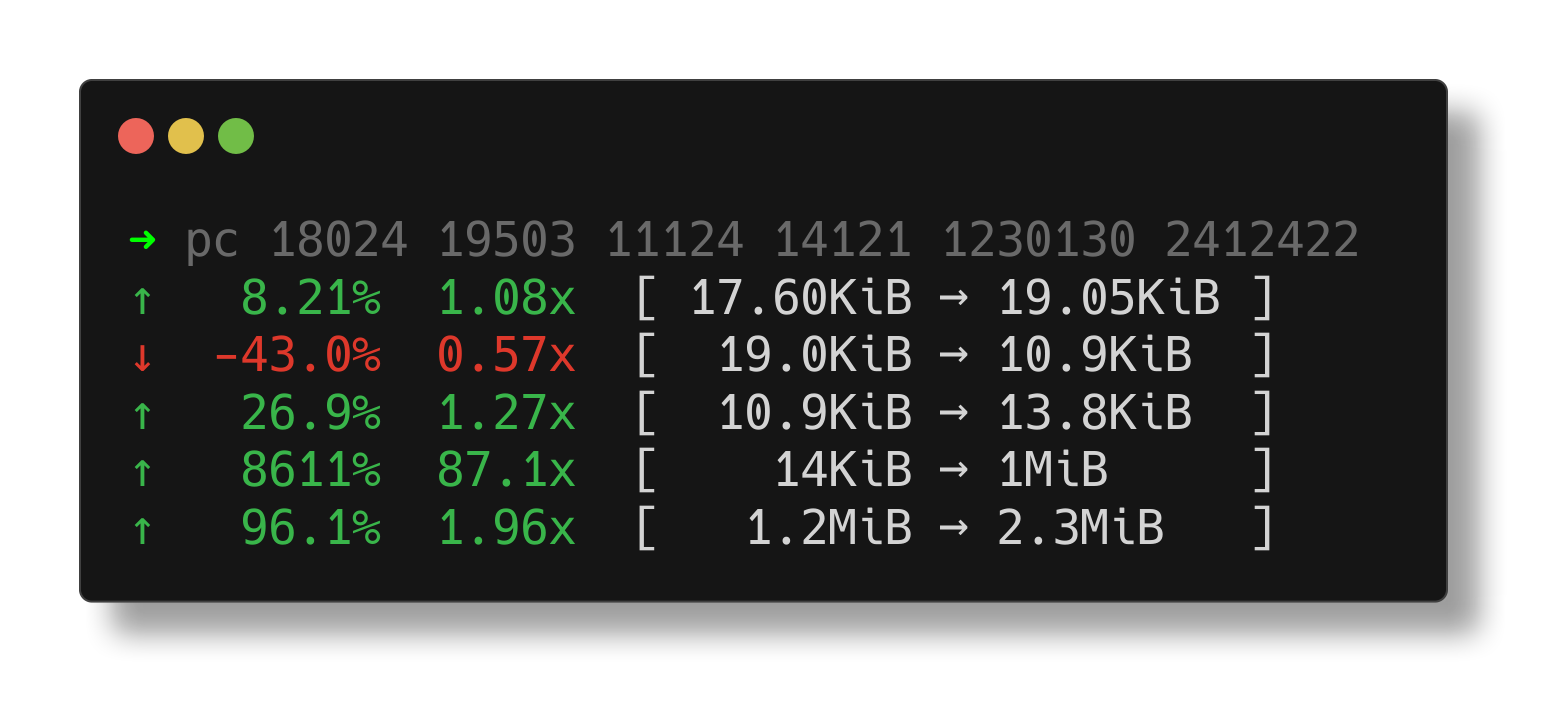 ➜ pc 18024 19503 11124 14121 1230130 2412422
↑   8.21%  1.08x  [ 17.60KiB → 19.05KiB ]
↓  -43.0%  0.57x  [  19.0KiB → 10.9KiB  ]
↑   26.9%  1.27x  [  10.9KiB → 13.8KiB  ]
↑   8611%  87.1x  [    14KiB → 1MiB     ]
↑   96.1%  1.96x  [   1.2MiB → 2.3MiB   ]